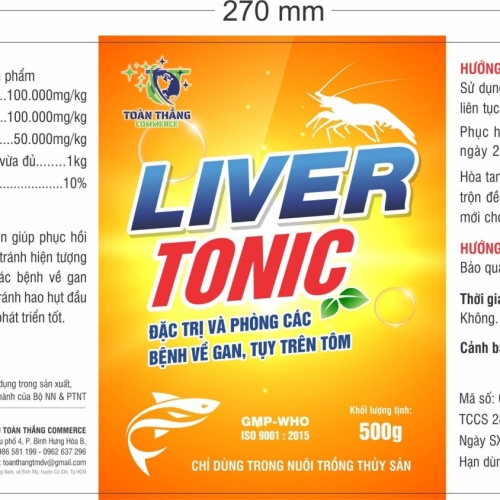 270 mm
n phẩm
..100.000mg/kg
..100.000mg/kg
....50.000mg/kg
vừa đủ........1kg
...................10%
n giúp phục hồi
tránh hiện tượng
ác bệnh về gan
ránh hao hụt đầu
phát triển tốt.
dụng trong sản xuất,
hành của Bộ NN & PTNT
U TOÀN THẮNG COMMERCE
u phố 4, P. Bình Hưng Hòa B,
986 581 199 - 0962 637 296
: toanthangtmdv@gmail.com
TOÀN THẮNG
COMMERCE
LIVER
TONIC
ĐẶC TRỊ VÀ PHÒNG CÁC
BỆNH VỀ GAN, TỤY TRÊN TÔM
GMP-WHO
ISO 9001 : 2015
Khối lượng tịnh:
500g
CHỈ DÙNG TRONG NUÔI TRỒNG THỦY SẢN
HƯỚNG
Sử dụng
liên tục
Phục h
ngày 2
Hòa tan
trộn đề
mới cho
HƯỚNG
Bảo quả
Thời gia
Không.
Cảnh bá
Mã số:
TCCS 28
Ngày SX
Hạn dùn